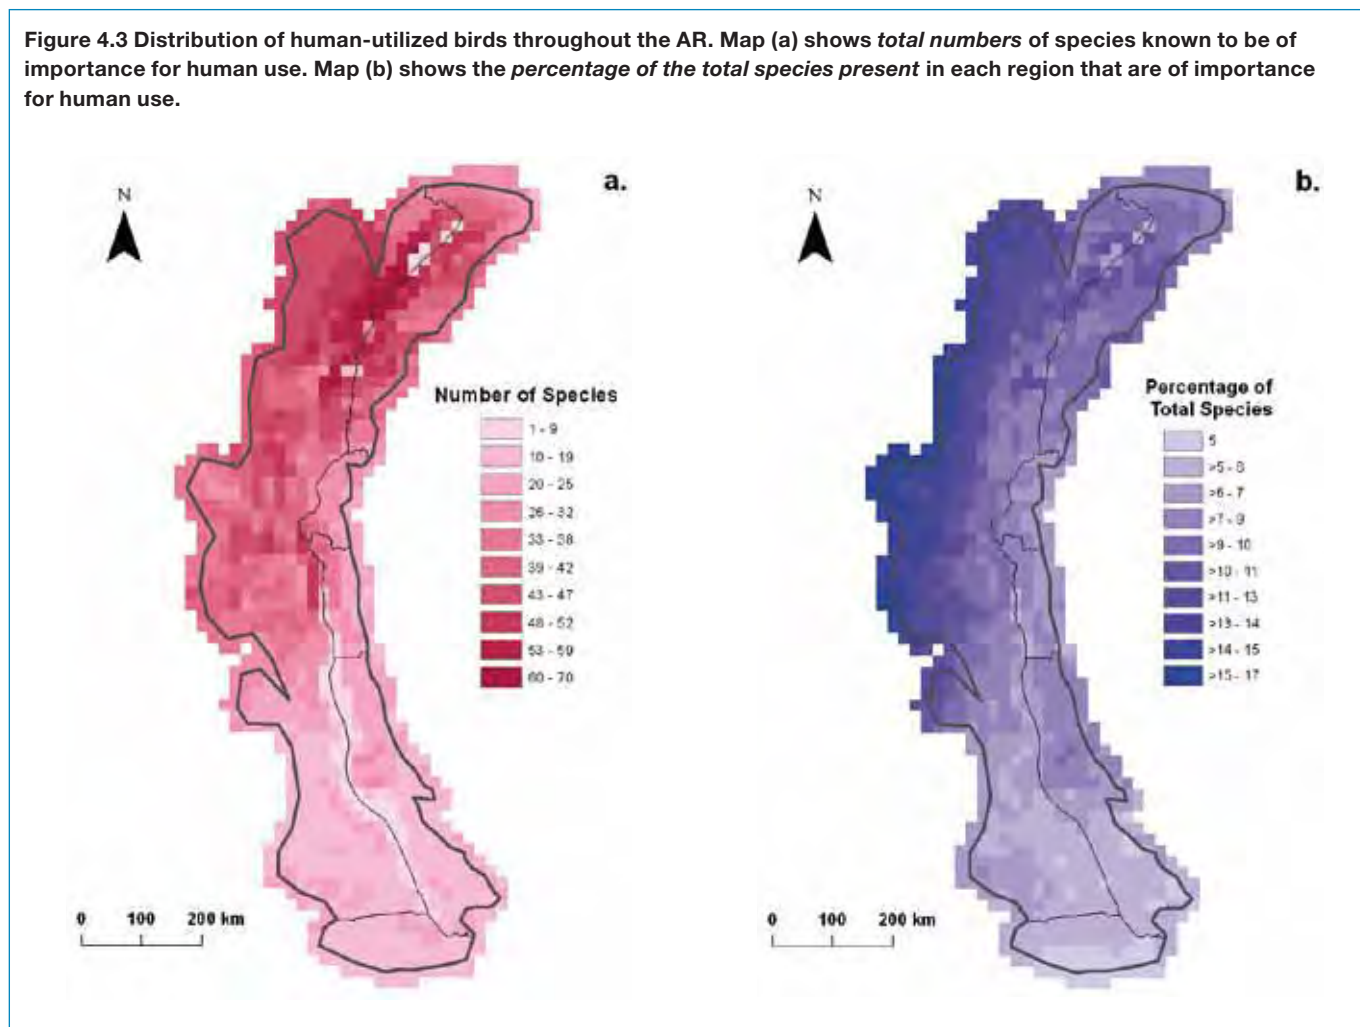 Figure 4.3 Distribution of human-utilized birds throughout the AR. Map (a) shows total numbers of species known to be of
importance for human use. Map (b) shows the percentage of the total species present in each region that are of importance
for human use.
a.
N
Number of Species
1 - 9
10 - 19
20 - 25
26 - 32
33 - 38
39 - 42
43 - 47
48 - 52
53 - 59
60 - 70
0 100 200 km
b.
N
Percentage of
Total Species
5
>6 - 7
>9 - 10
>10 - 11
>11 - 13
>13 - 14
>14 - 15
>15 - 17
0 100 200 km